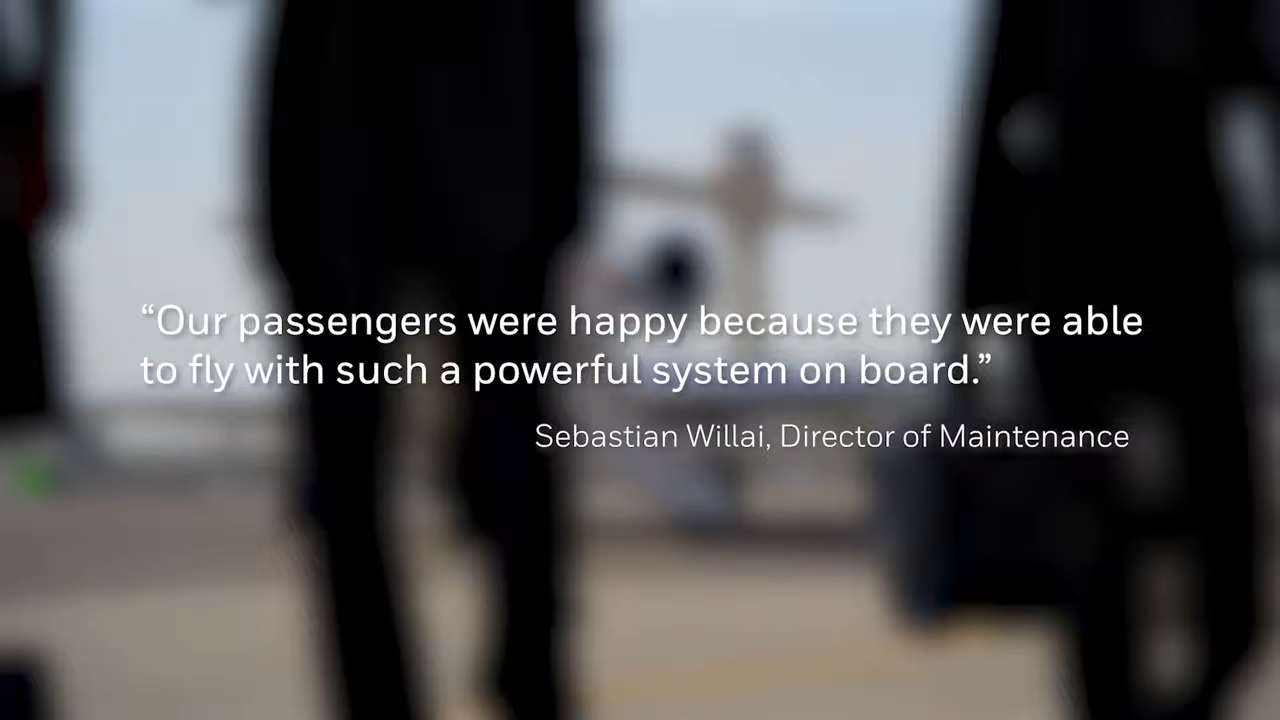 “Our passengers were happy because they were able
to fly with such a powerful system on board.”
Sebastian Willai, Director of Maintenance